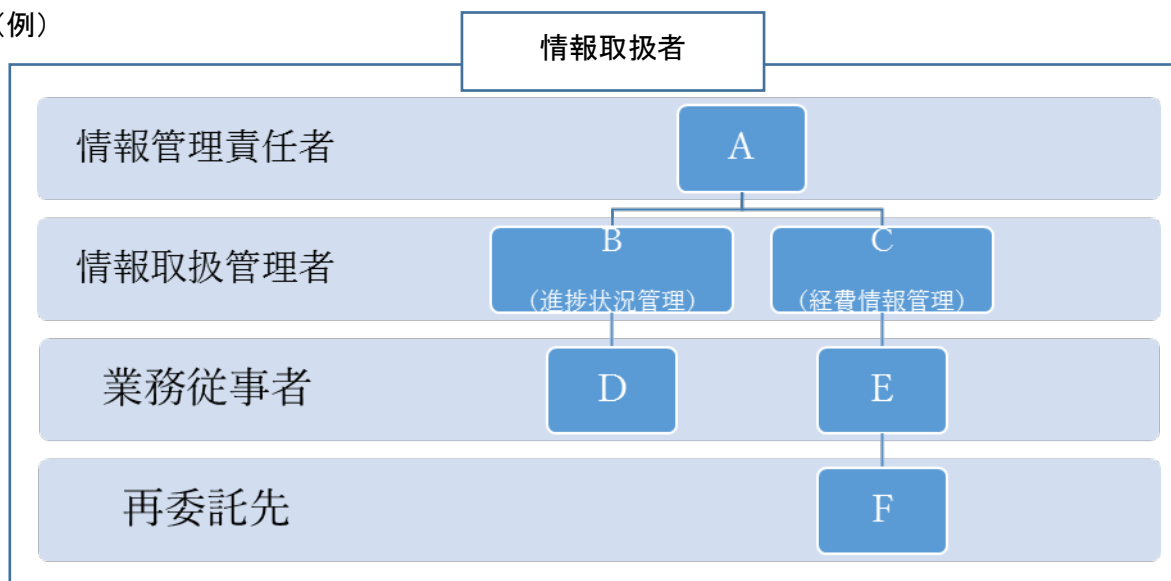 （例）
情報取扱者
情報管理責任者
A
情報取扱管理者
B
（進捗状況管理）
C
（経費情報管理）
業務従事者
D
E
再委託先
F